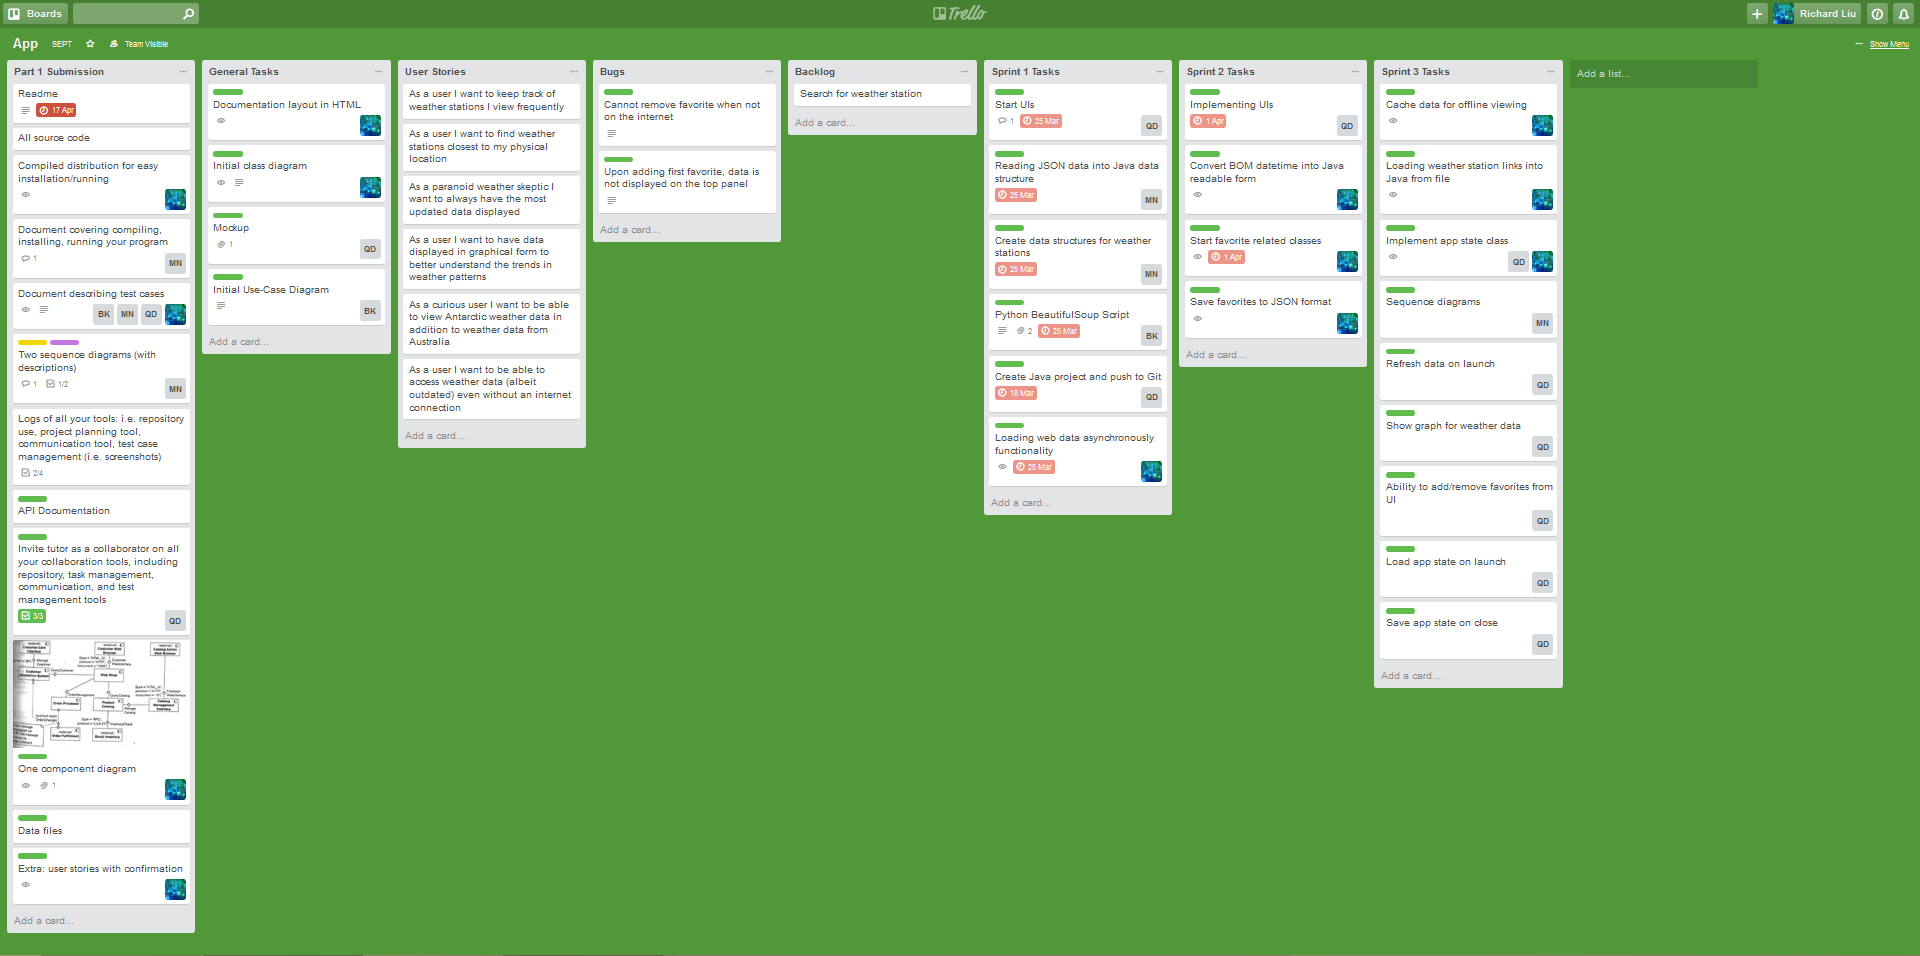 Boards
Trello
Richard Liu
App
SEPT
Team Visible
... Show Menu
Part 1 Submission
Readme
17 Apr
All source code
Compiled distribution for easy
installation/running
Document covering compiling,
installing, running your program
1
MN
Document describing test cases
BK MN QD
Two sequence diagrams (with
descriptions)
1 1/2
MN
Logs of all your tools: i.e. repository
use, project planning tool,
communication tool, test case
management (i.e. screenshots)
2/4
API Documentation
Invite tutor as a collaborator on all
your collaboration tools, including
repository, task management,
communication, and test
management tools
3/3
QD
Web Shop
One component diagram
1
Data files
Extra: user stories with confirmation
Add a card...
General Tasks
Documentation layout in HTML
Initial class diagram
Mockup
1
QD
Initial Use-Case Diagram
BK
Add a card...
User Stories
As a user I want to keep track of
weather stations I view frequently
As a user I want to find weather
stations closest to my physical
location
As a paranoid weather skeptic I
want to always have the most
updated data displayed
As a user I want to have data
displayed in graphical form to
better understand the trends in
weather patterns
As a curious user I want to be able
to view Antarctic weather data in
addition to weather data from
Australia
As a user I want to be able to
access weather data (albeit
outdated) even without an internet
connection
Add a card...
Bugs
Cannot remove favorite when not
on the internet
Upon adding first favorite, data is
not displayed on the top panel
Add a card...
Backlog
Search for weather station
Add a card...
Sprint 1 Tasks
Start UIs
1 25 Mar
QD
Reading JSON data into Java data
structure
25 Mar
MN
Create data structures for weather
stations
25 Mar
MN
Python BeautifulSoup Script
2 25 Mar
BK
Create Java project and push to Git
18 Mar
QD
Loading web data asynchronously
functionality
25 Mar
Add a card...
Sprint 2 Tasks
Implementing UIs
1 Apr
QD
Convert BOM datetime into Java
readable form
Start favorite related classes
1 Apr
Save favorites to JSON format
Add a card...
Sprint 3 Tasks
Cache data for offline viewing
Loading weather station links into
Java from file
Implement app state class
QD
Sequence diagrams
MN
Refresh data on launch
QD
Show graph for weather data
QD
Ability to add/remove favorites from
UI
QD
Load app state on launch
QD
Save app state on close
QD
Add a card...
Add a list...